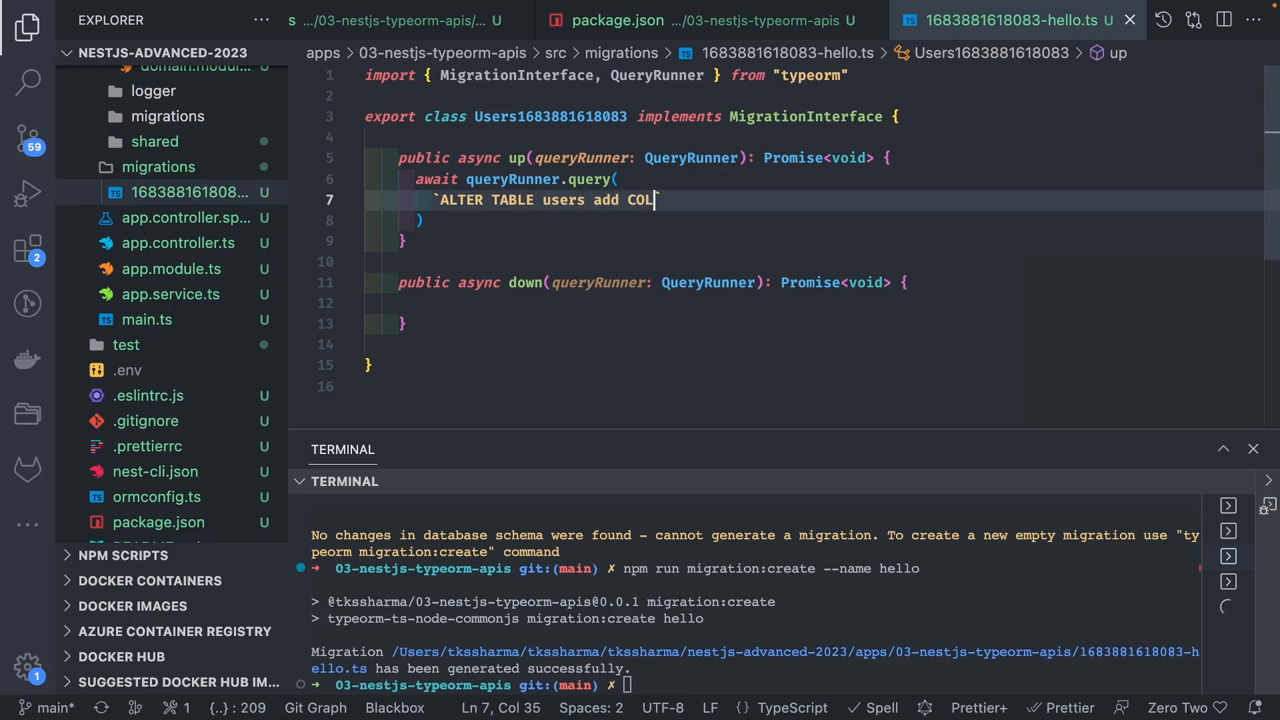 EXPLORER
NESTJS-ADVANCED-2023
domain.modul...
logger
migrations
shared
migrations
168388161808... U
app.controller.sp... U
app.controller.ts U
app.module.ts U
app.service.ts U
main.ts U
test
.env
.eslintrc.js U
.gitignore U
.prettierrc U
nest-cli.json U
ormconfig.ts U
package.json U
NPM SCRIPTS
DOCKER CONTAINERS
DOCKER IMAGES
AZURE CONTAINER REGISTRY
DOCKER HUB
SUGGESTED DOCKER HUB IM...
59
2
1
s .../03-nestjs-typeorm-apis/... U
package.json .../03-nestjs-typeorm-apis U
1683881618083-hello.ts U
apps > 03-nestjs-typeorm-apis > src > migrations > 1683881618083-hello.ts > Users1683881618083 > up
1 import { MigrationInterface, QueryRunner } from "typeorm"
2
3 export class Users1683881618083 implements MigrationInterface {
4
5 public async up(queryRunner: QueryRunner): Promise<void> {
6 await queryRunner.query(
7 `ALTER TABLE users add COL`
8 )
9 }
10
11 public async down(queryRunner: QueryRunner): Promise<void> {
12
13 }
14
15 }
16
TERMINAL
TERMINAL
No changes in database schema were found - cannot generate a migration. To create a new empty migration use "ty
peorm migration:create" command
➜ 03-nestjs-typeorm-apis git:(main) ✗ npm run migration:create --name hello
> @tkssharma/03-nestjs-typeorm-apis@0.0.1 migration:create
> typeorm-ts-node-commonjs migration:create hello
Migration /Users/tkssharma/tkssharma/nestjs-advanced-2023/apps/03-nestjs-typeorm-apis/1683881618083-h
ello.ts has been generated successfully.
➜ 03-nestjs-typeorm-apis git:(main) ✗
main* 1 {..} : 209 Git Graph Blackbox Ln 7, Col 35 Spaces: 2 UTF-8 LF {} TypeScript Spell Prettier+ Prettier Zero Two